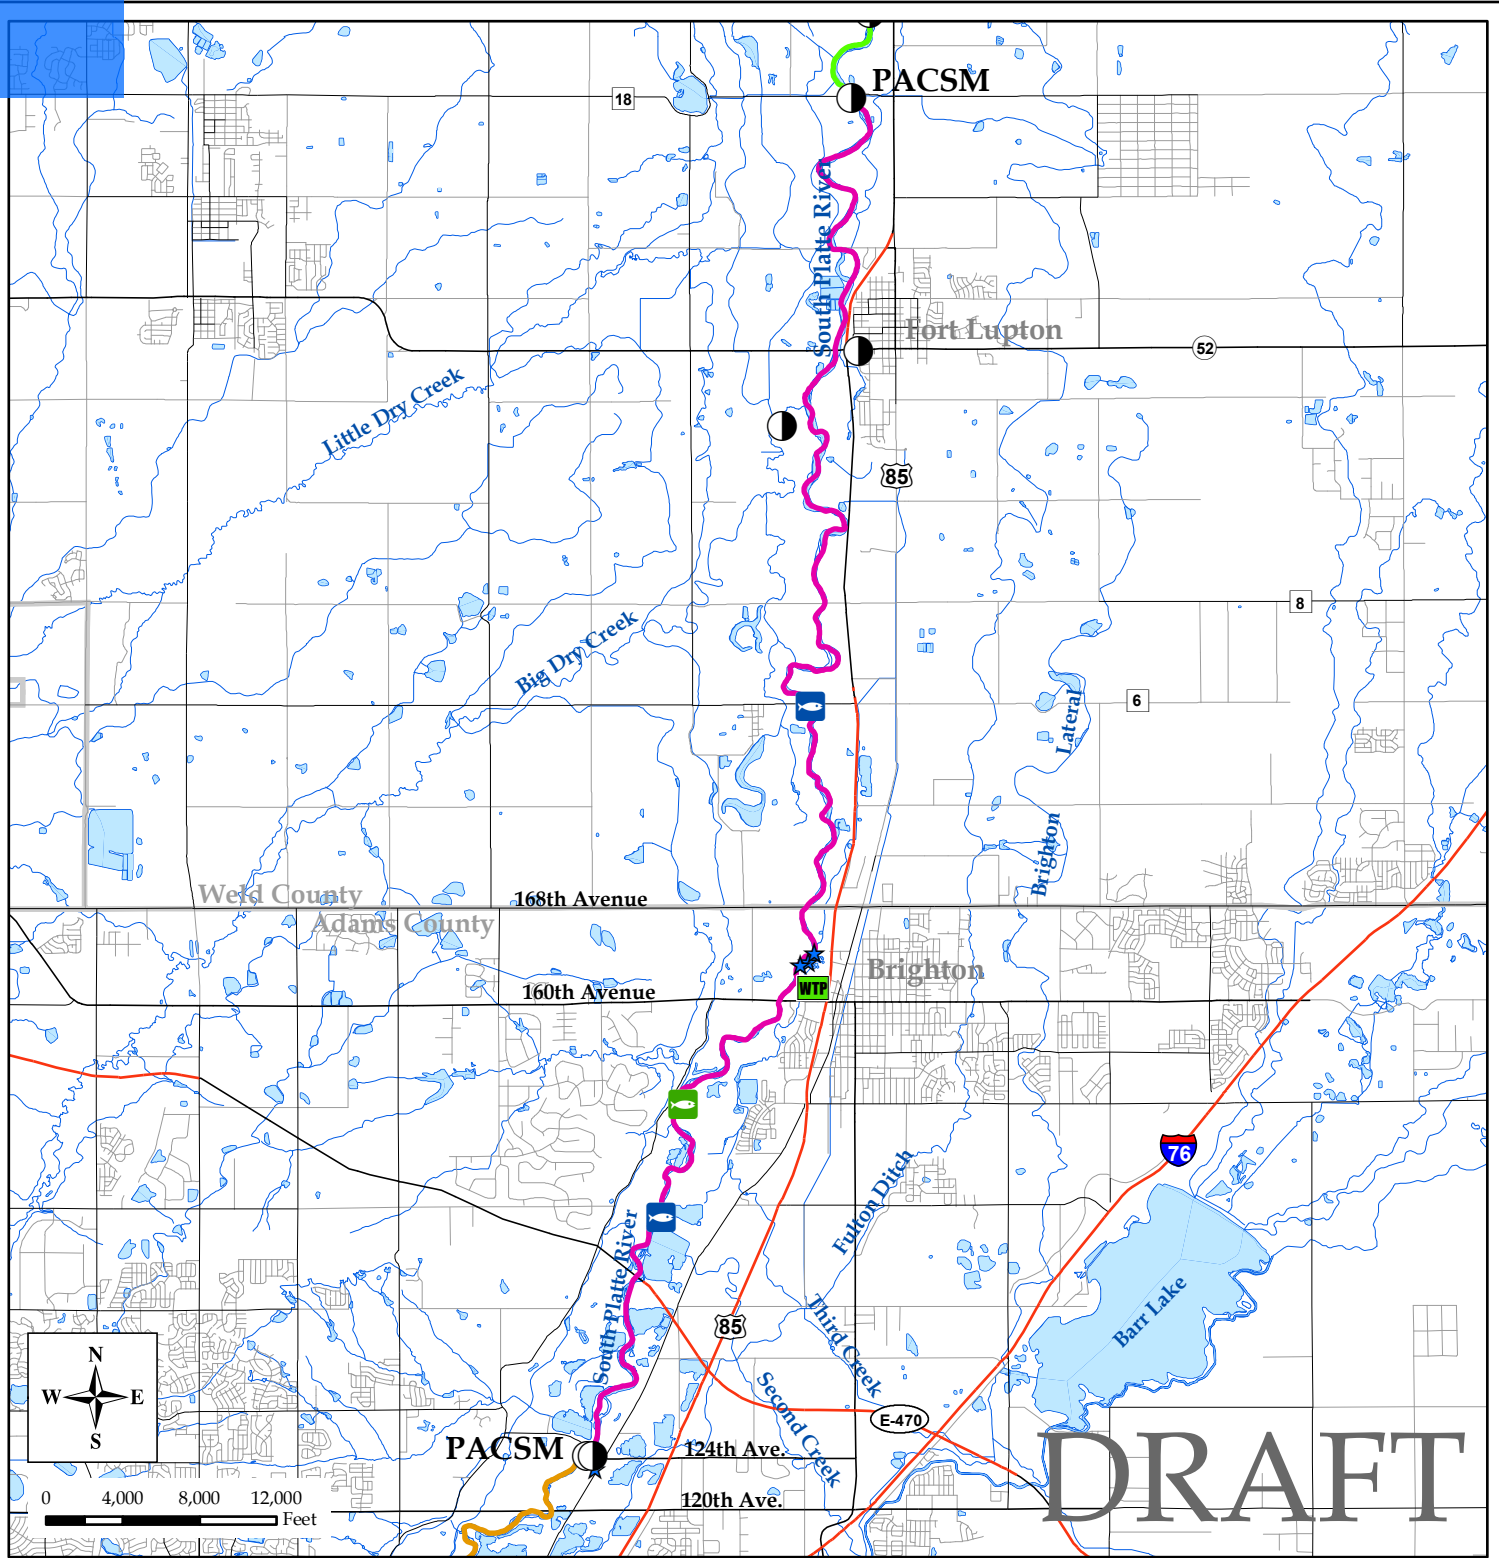 PACSM
18
South Platte River
Fort Lupton
52
Little Dry Creek
85
8
Big Dry Creek
6
Lateral
Brighton
Weld County
168th Avenue
Adams County
Brighton
160th Avenue
WTP
76
Fulton Ditch
South Platte River
Barr Lake
Third Creek
85
N
W E
S
Second Creek
E-470
PACSM
124th Ave.
DRAFT
120th Ave.
0 4,000 8,000 12,000
Feet